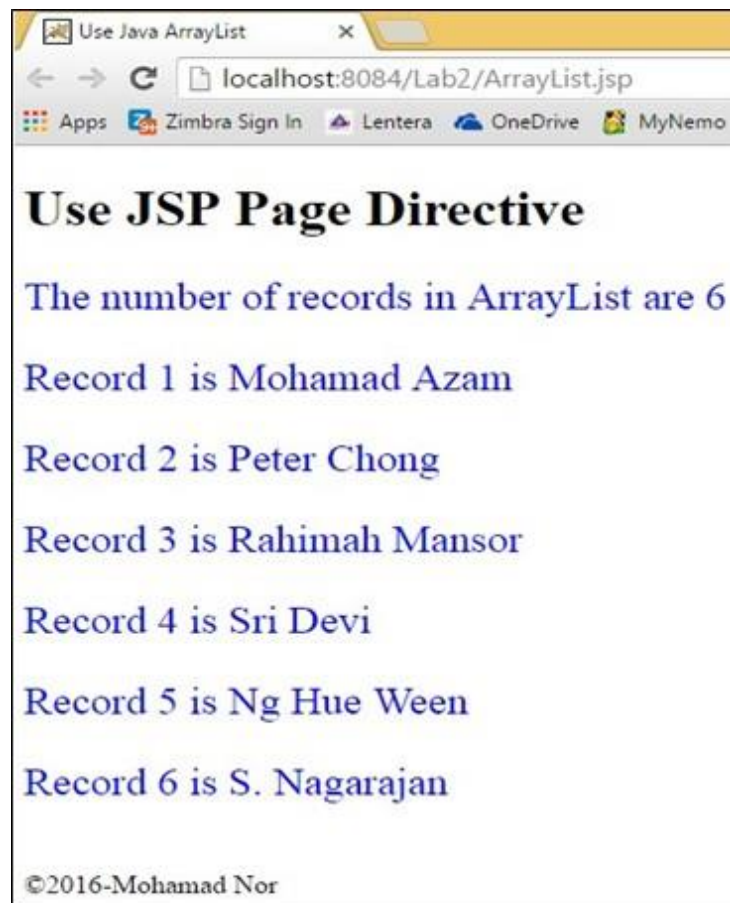 Use Java ArrayList
localhost:8084/Lab2/ArrayList.jsp
Apps Zimbra Sign In Lentera OneDrive MyNemo
Use JSP Page Directive
The number of records in ArrayList are 6
Record 1 is Mohamad Azam
Record 2 is Peter Chong
Record 3 is Rahimah Mansor
Record 4 is Sri Devi
Record 5 is Ng Hue Ween
Record 6 is S. Nagarajan
©2016-Mohamad Nor